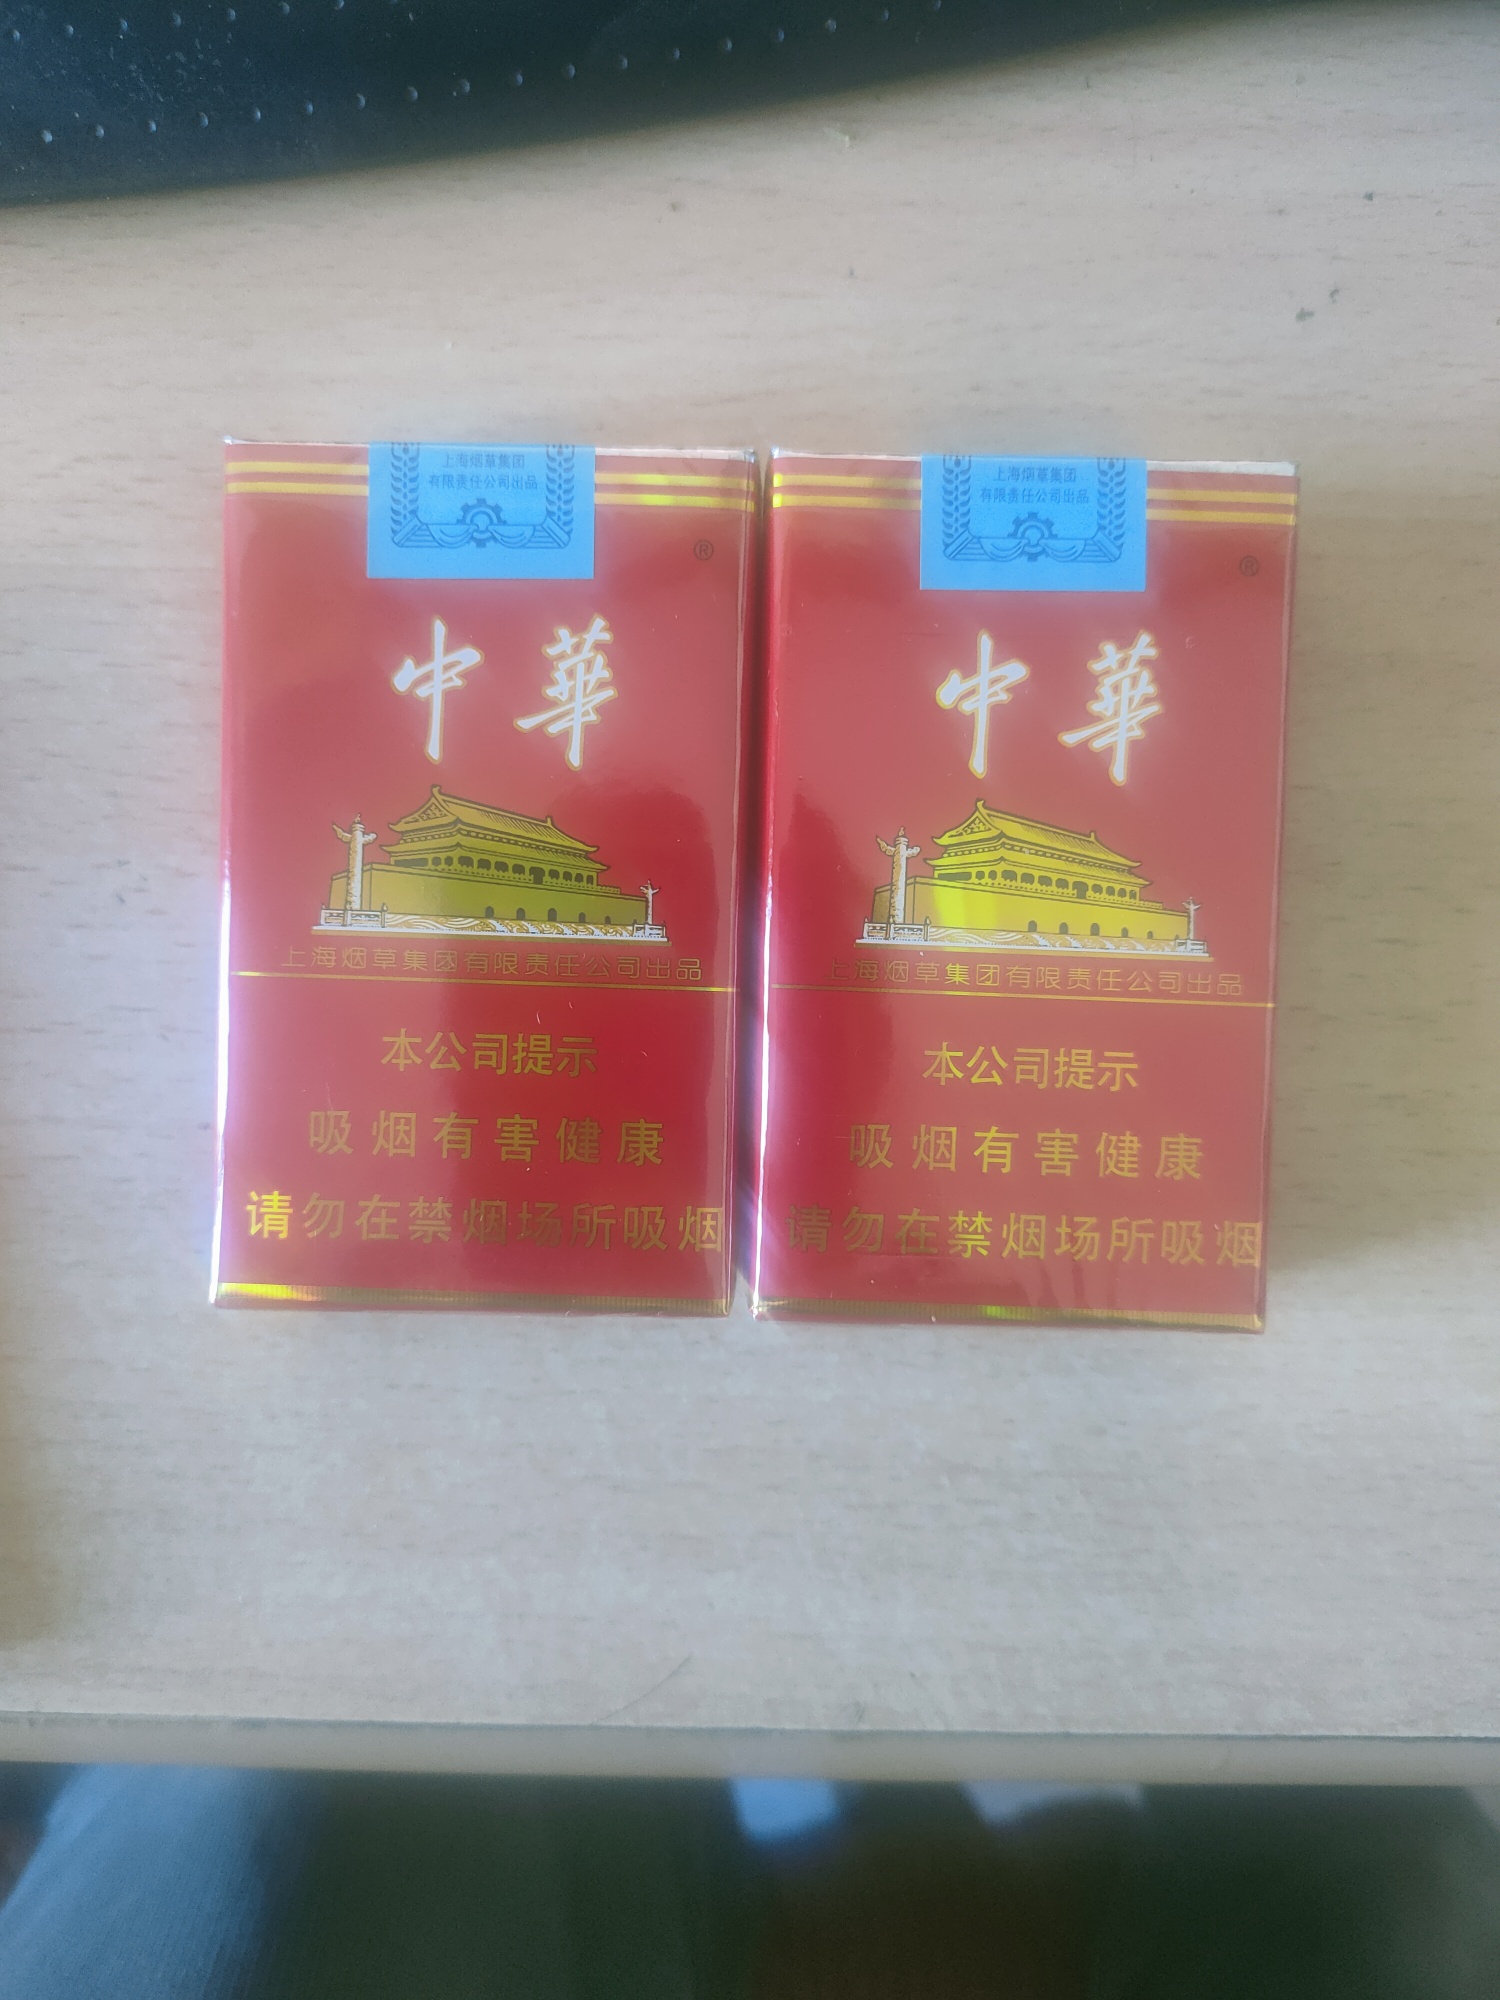 上海烟草集团
有限责任公司出品
®
中華
上海烟草集团有限责任公司出品
本公司提示
吸烟有害健康
请勿在禁烟场所吸烟
上海烟草集团
有限责任公司出品
®
中華
上海烟草集团有限责任公司出品
本公司提示
吸烟有害健康
请勿在禁烟场所吸烟